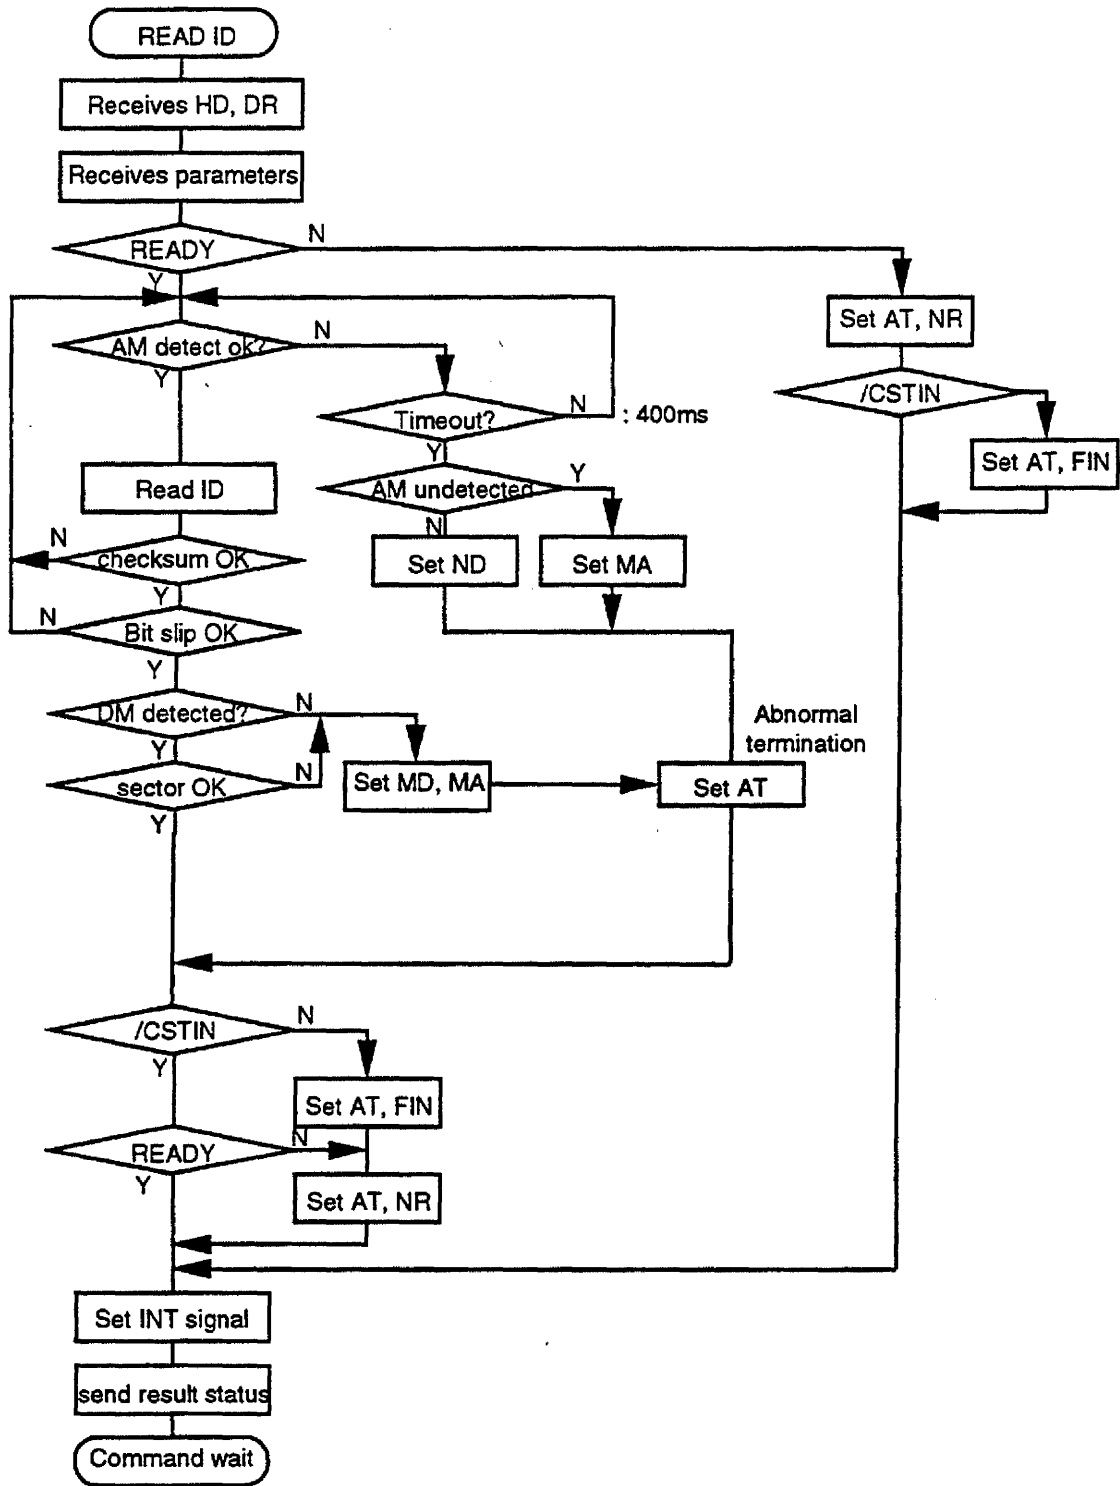 READ ID
Receives HD, DR
Receives parameters
READY
N
Y
AM detect ok?
N
Y
Set AT, NR
/CSTIN
Timeout?
N
: 400ms
Y
Set AT, FIN
Read ID
AM undetected
Y
N
checksum OK
N
Y
Set ND
Set MA
Bit slip OK
N
Y
DM detected?
N
Y
Abnormal
termination
sector OK
N
Y
Set MD, MA
Set AT
/CSTIN
N
Y
Set AT, FIN
READY
N
Y
Set AT, NR
Set INT signal
send result status
Command wait